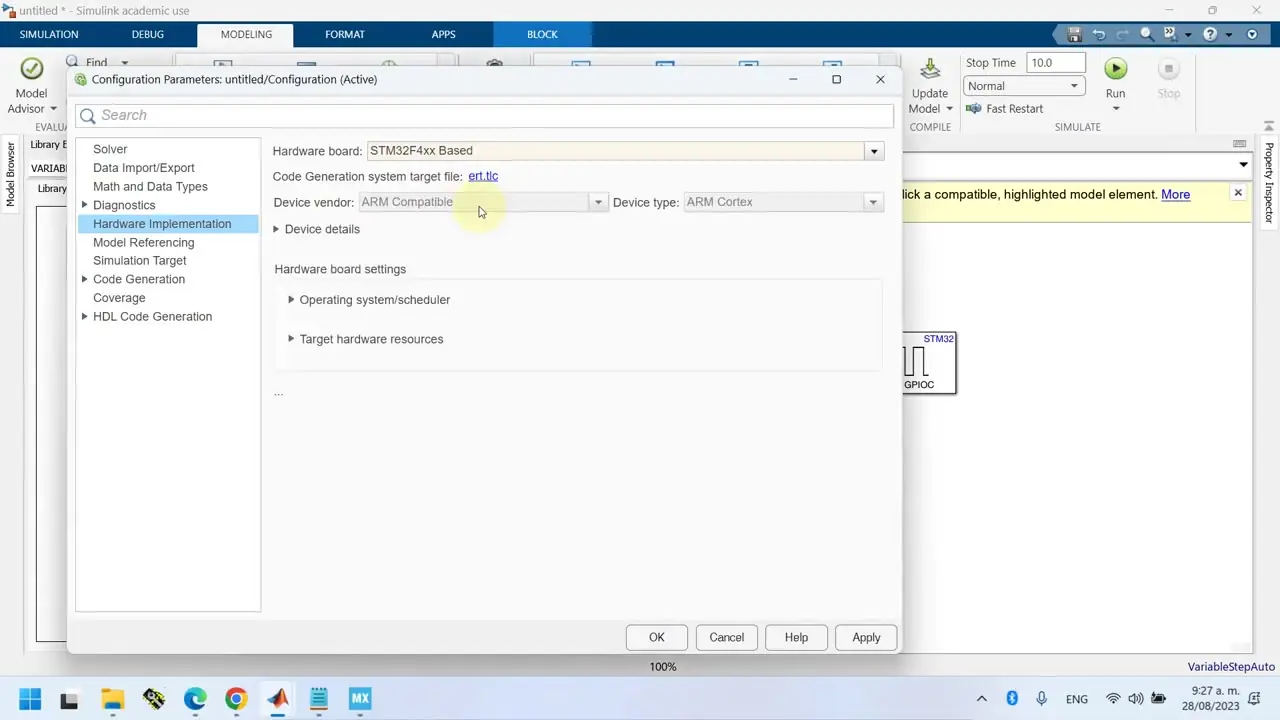 untitled * - Simulink academic use
SIMULATION DEBUG MODELING FORMAT APPS BLOCK
Find
Model
Advisor
EVALUA
Update
Model
COMPILE
Stop Time 10.0
Normal
Fast Restart
Run
Stop
SIMULATE
Configuration Parameters: untitled/Configuration (Active)
Search
Library E
VARIAB
Library
Model Browser
Property Inspector
Solver
Data Import/Export
Math and Data Types
Diagnostics
Hardware Implementation
Model Referencing
Simulation Target
Code Generation
Coverage
HDL Code Generation
Hardware board: STM32F4xx Based
Code Generation system target file: ert.tlc
Device vendor: ARM Compatible Device type: ARM Cortex
Device details
Hardware board settings
Operating system/scheduler
Target hardware resources
...
lick a compatible, highlighted model element. More
STM32
GPIOC
OK Cancel Help Apply
100%
VariableStepAuto
MX
ENG
9:27 a. m.
28/08/2023